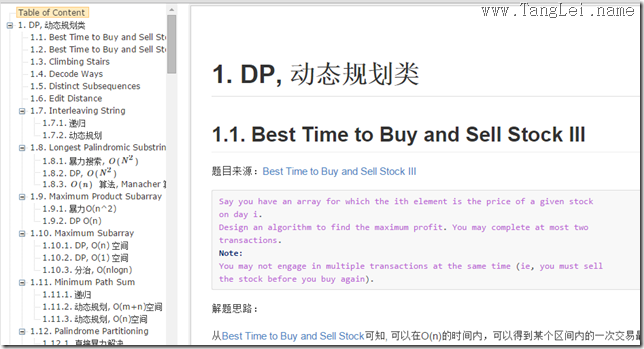 www.TangLei.name
Table of Content
1. DP, 动态规划类
1.1. Best Time to Buy and Sell Sto
1.2. Best Time to Buy and Sell Sto
1.3. Climbing Stairs
1.4. Decode Ways
1.5. Distinct Subsequences
1.6. Edit Distance
1.7. Interleaving String
1.7.1. 递归
1.7.2. 动态规划
1.8. Longest Palindromic Substrin
1.8.1. 暴力搜索, O(N²)
1.8.2. DP, O(N²)
1.8.3. O(n) 算法, Manacher
1.9. Maximum Product Subarray
1.9.1. 暴力O(n^2)
1.9.2. DP O(n)
1.10. Maximum Subarray
1.10.1. DP, O(n) 空间
1.10.2. DP, O(1) 空间
1.10.3. 分治, O(nlogn)
1.11. Minimum Path Sum
1.11.1. 递归
1.11.2. 动态规划, O(m+n)空间
1.11.3. 动态规划, O(n)空间
1.12. Palindrome Partitioning
1.12.1. 直接暴力解决
1. DP, 动态规划类
1.1. Best Time to Buy and Sell Stock III
题目来源：Best Time to Buy and Sell Stock III
Say you have an array for which the ith element is the price of a given stock
on day i.
Design an algorithm to find the maximum profit. You may complete at most two
transactions.
Note:
You may not engage in multiple transactions at the same time (ie, you must sell
the stock before you buy again).
解题思路：
从Best Time to Buy and Sell Stock可知, 可以在O(n)的时间内，可以得到某个区间内的一次交易最